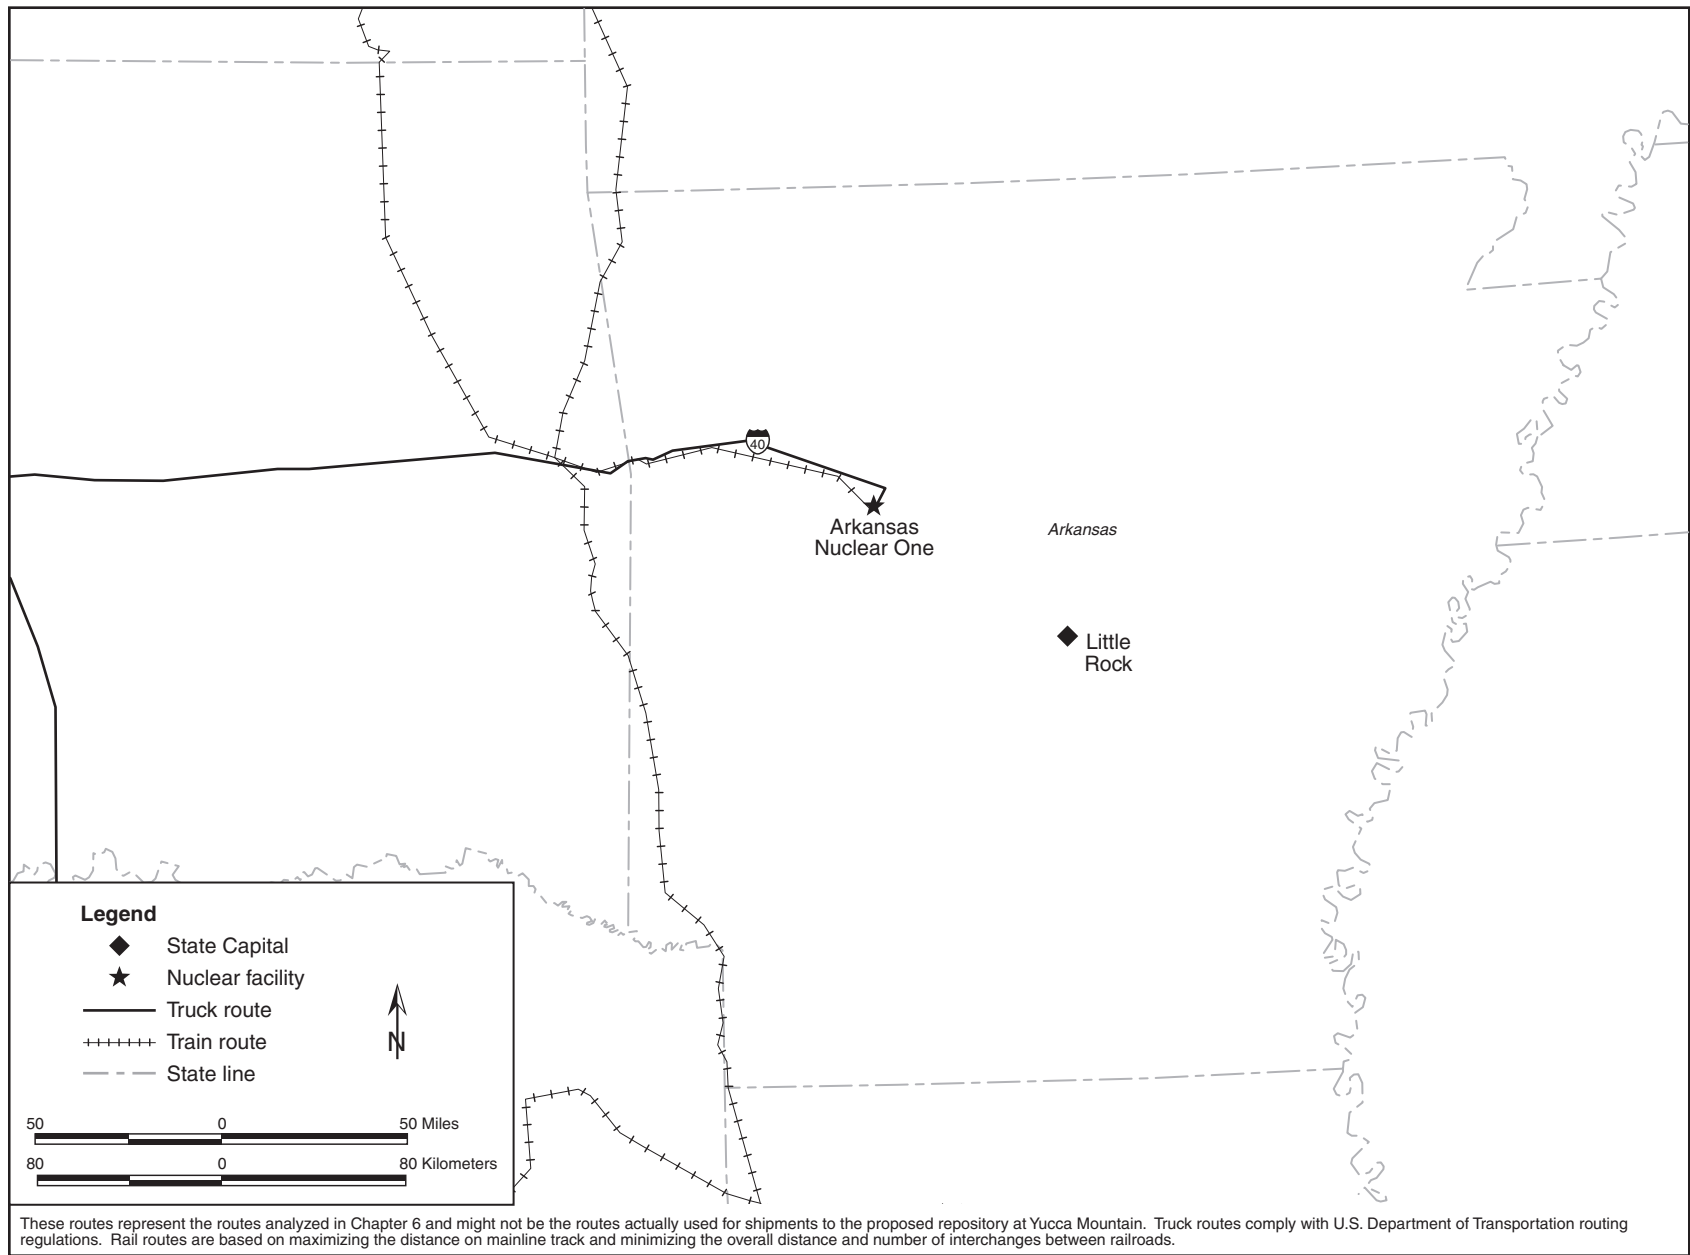 40
Arkansas
Nuclear One
Arkansas
Little
Rock
Legend
State Capital
Nuclear facility
Truck route
Train route
State line
N
50 0 50 Miles
80 0 80 Kilometers
These routes represent the routes analyzed in Chapter 6 and might not be the routes actually used for shipments to the proposed repository at Yucca Mountain. Truck routes comply with U.S. Department of Transportation routing
regulations. Rail routes are based on maximizing the distance on mainline track and minimizing the overall distance and number of interchanges between railroads.